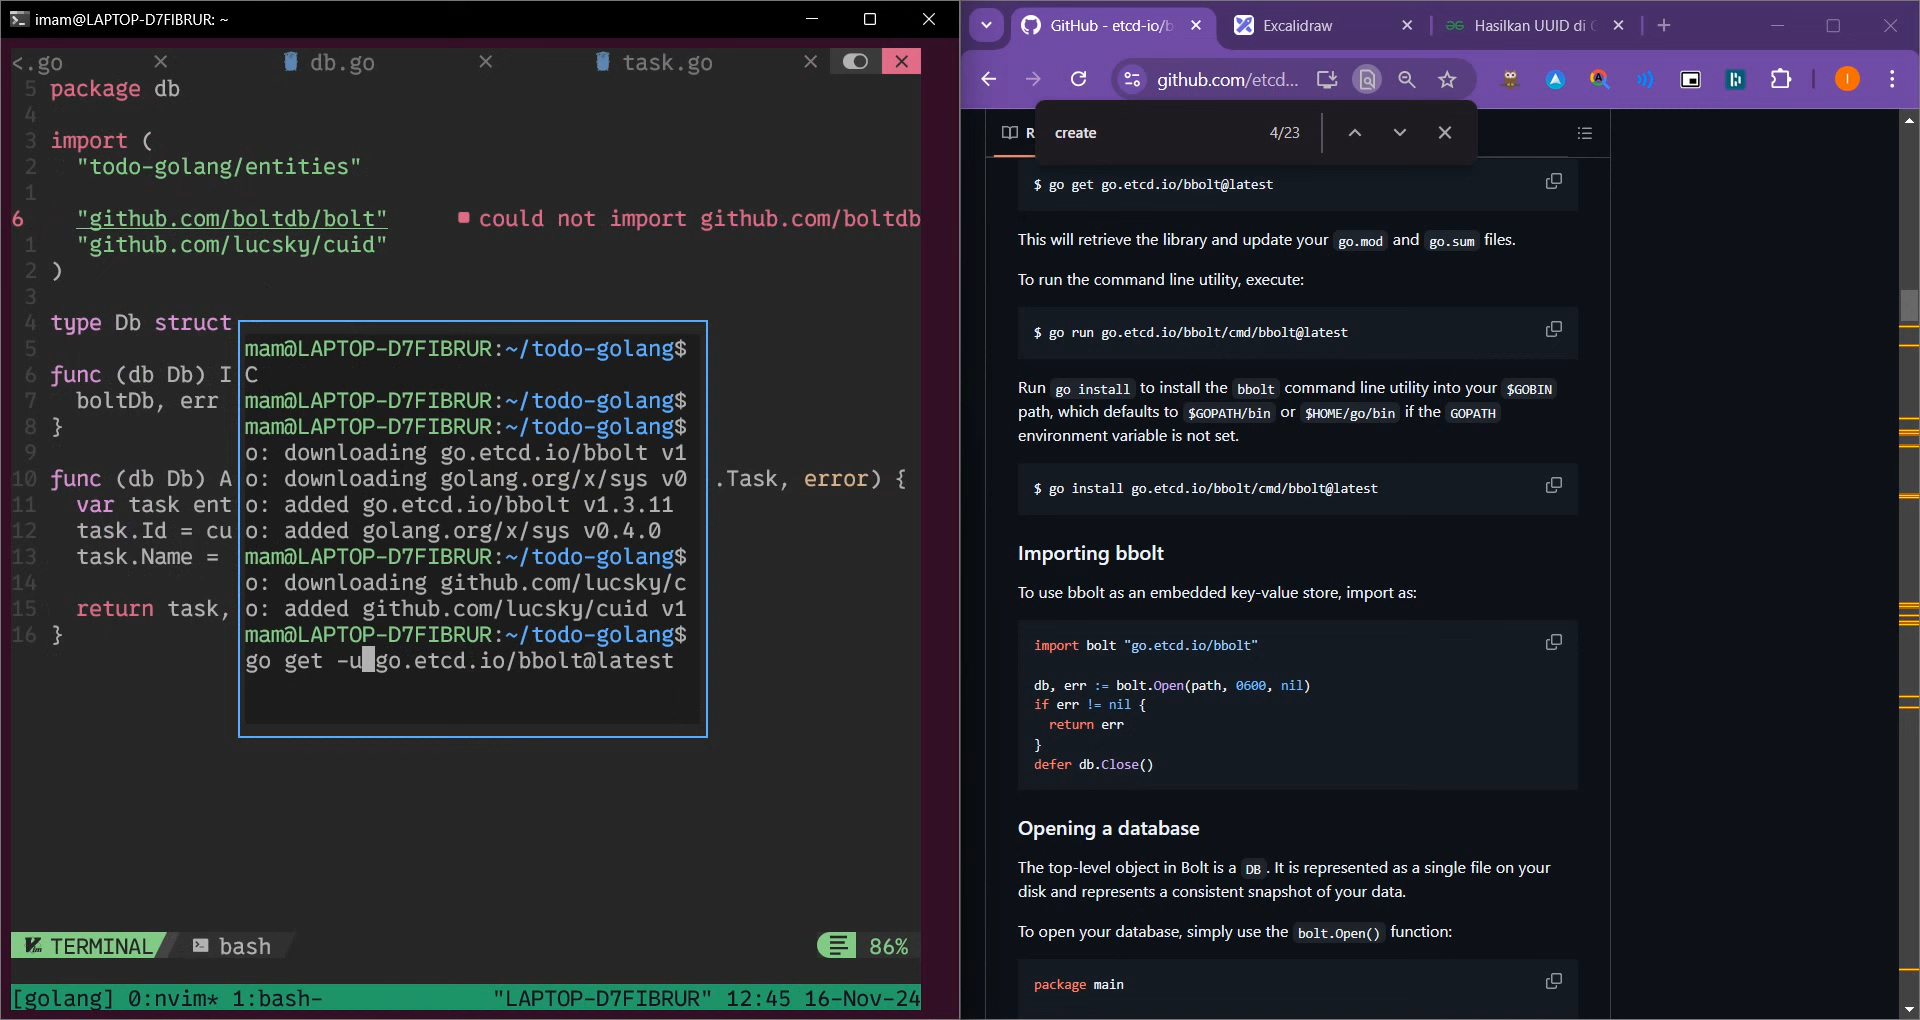 imam@LAPTOP-D7FIBRUR: ~
<.go
db.go
task.go
5 package db
4
3 import (
2 "todo-golang/entities"
1
6 "github.com/boltdb/bolt" ■ could not import github.com/boltdb
1 "github.com/lucsky/cuid"
2 )
3
4 type Db struct
5
6 func (db Db) I
7 boltDb, err
8 }
9
10 func (db Db) A .Task, error) {
11 var task ent
12 task.Id = cu
13 task.Name =
14
15 return task,
16 }
mam@LAPTOP-D7FIBRUR:~/todo-golang$
C
mam@LAPTOP-D7FIBRUR:~/todo-golang$
mam@LAPTOP-D7FIBRUR:~/todo-golang$
o: downloading go.etcd.io/bbolt v1
o: downloading golang.org/x/sys v0
o: added go.etcd.io/bbolt v1.3.11
o: added golang.org/x/sys v0.4.0
mam@LAPTOP-D7FIBRUR:~/todo-golang$
o: downloading github.com/lucsky/c
o: added github.com/lucsky/cuid v1
mam@LAPTOP-D7FIBRUR:~/todo-golang$
go get -u go.etcd.io/bbolt@latest
TERMINAL bash 86%
[golang] 0:nvim* 1:bash- "LAPTOP-D7FIBRUR" 12:45 16-Nov-24
GitHub - etcd-io/b
Excalidraw
Hasilkan UUID di G
github.com/etcd...
I
create 4/23
R
$ go get go.etcd.io/bbolt@latest
This will retrieve the library and update your go.mod and go.sum files.
To run the command line utility, execute:
$ go run go.etcd.io/bbolt/cmd/bbolt@latest
Run go install to install the bbolt command line utility into your $GOBIN
path, which defaults to $GOPATH/bin or $HOME/go/bin if the GOPATH
environment variable is not set.
$ go install go.etcd.io/bbolt/cmd/bbolt@latest
Importing bbolt
To use bbolt as an embedded key-value store, import as:
import bolt "go.etcd.io/bbolt"
db, err := bolt.Open(path, 0600, nil)
if err != nil {
return err
}
defer db.Close()
Opening a database
The top-level object in Bolt is a DB. It is represented as a single file on your
disk and represents a consistent snapshot of your data.
To open your database, simply use the bolt.Open() function:
package main